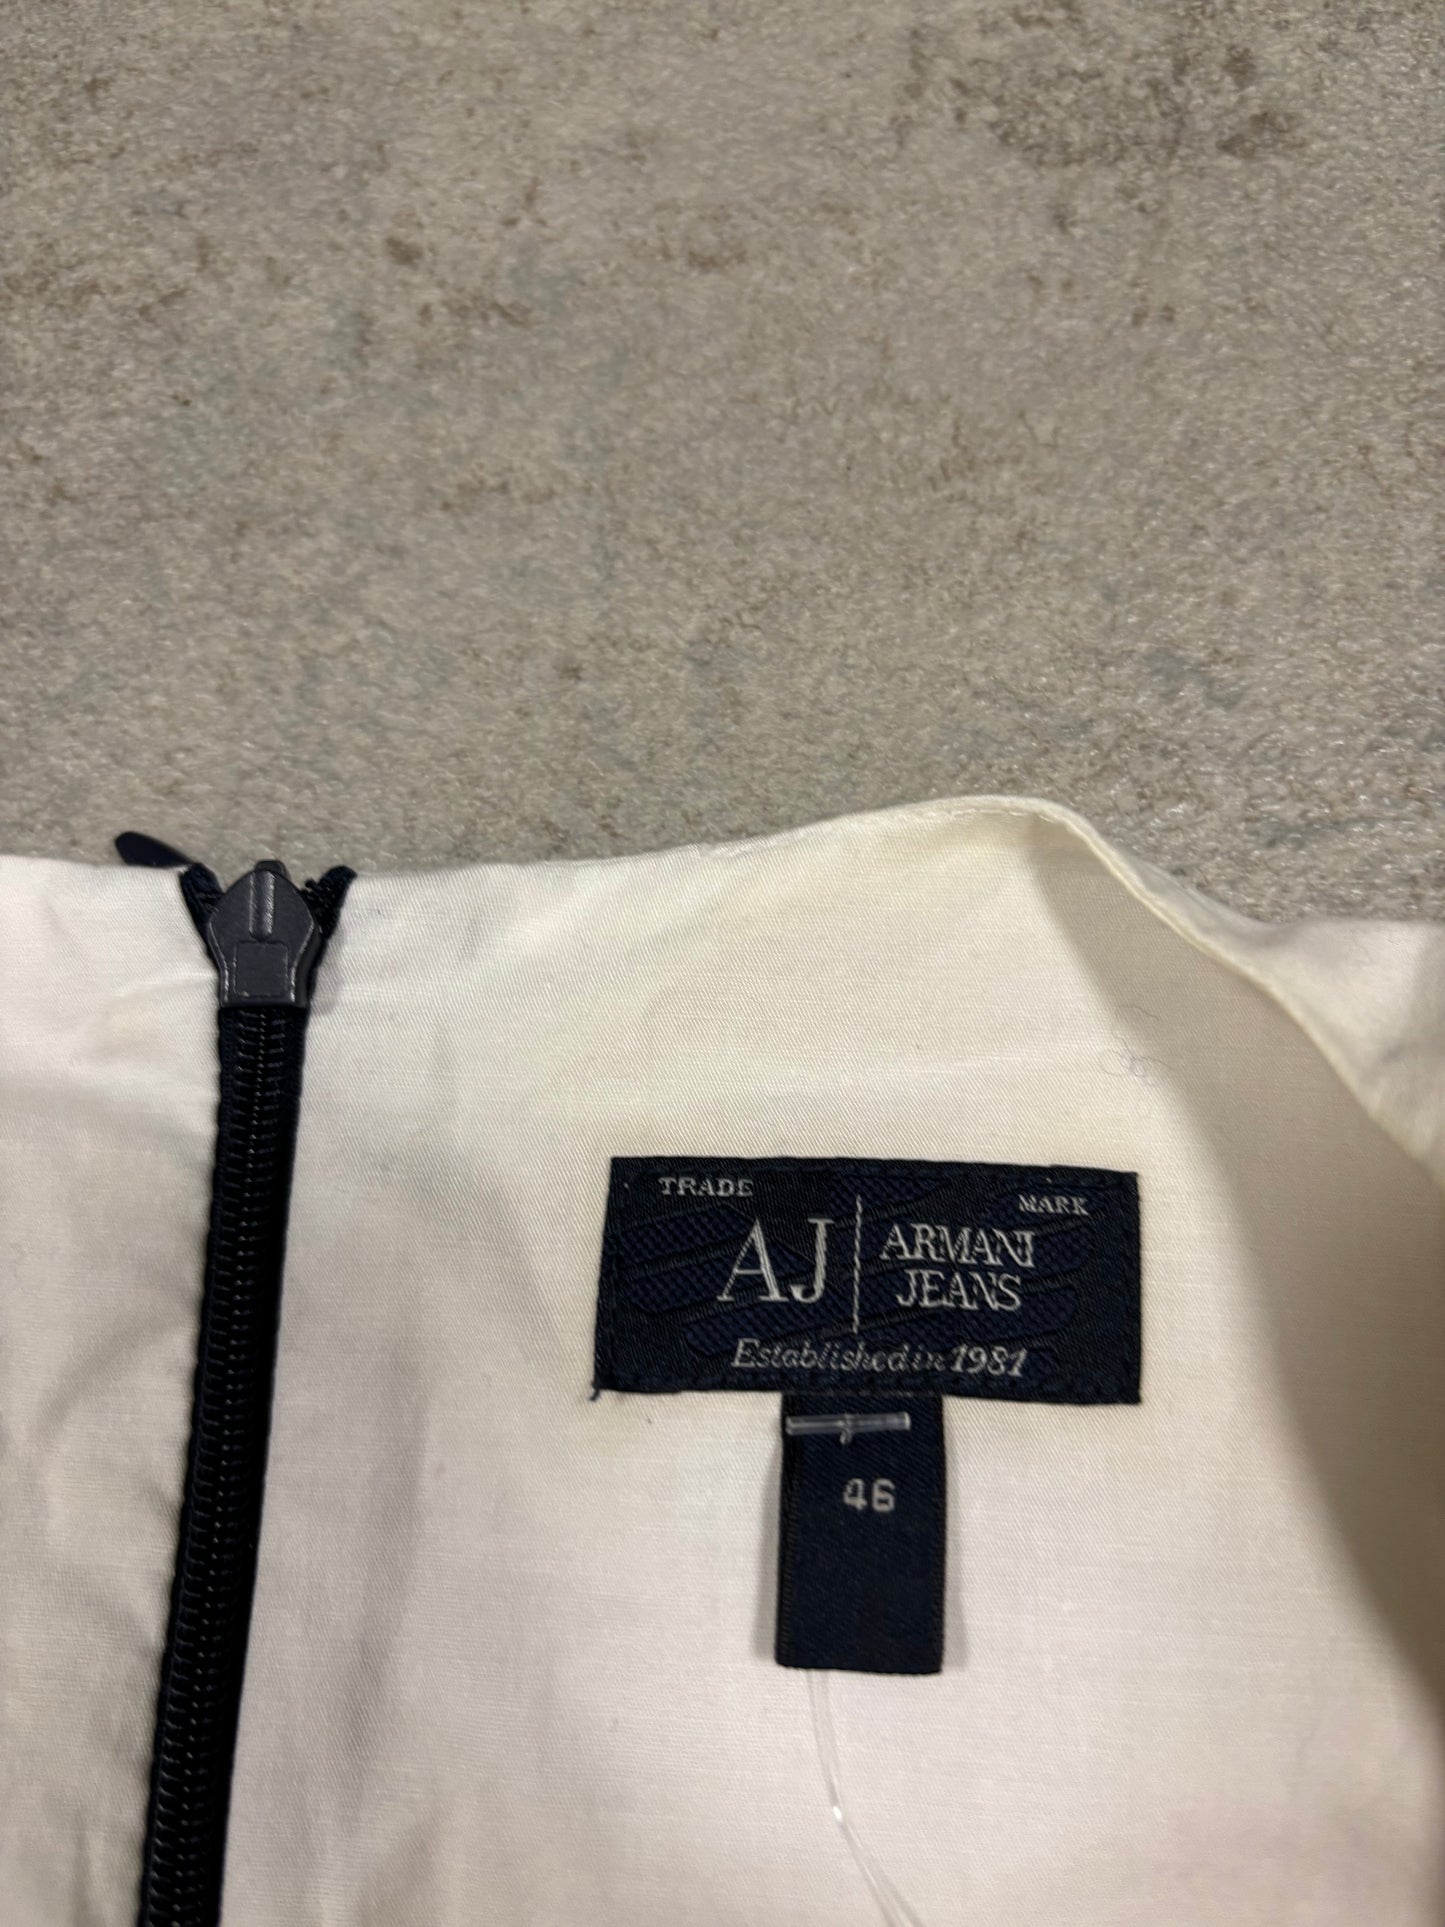 TRADE MARK
AJ | ARMANI
JEANS
Established in 1981
46